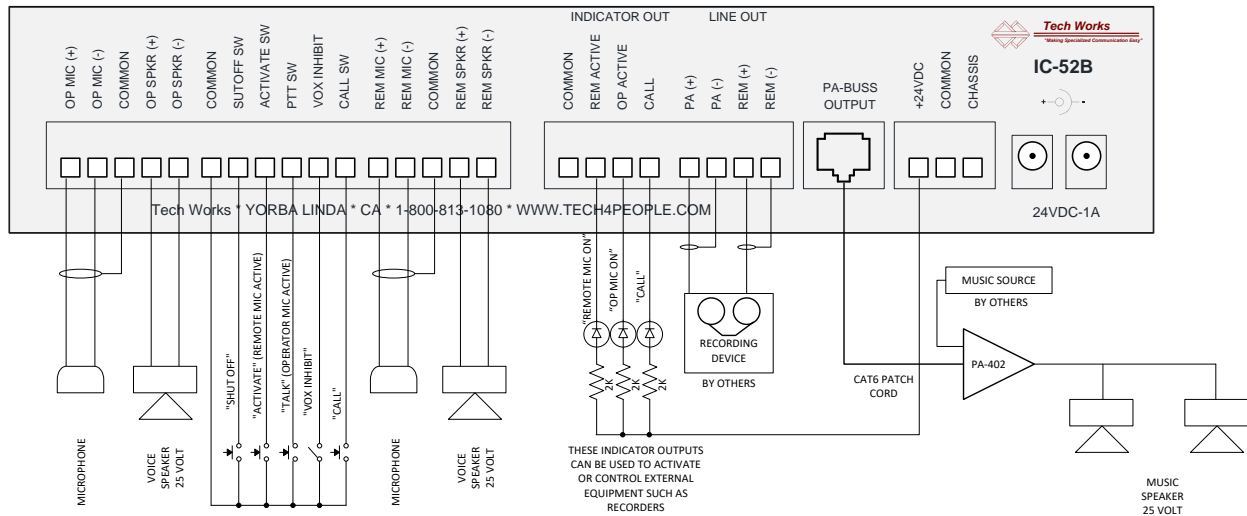 INDICATOR OUT
LINE OUT
Tech Works
"Making Specialized Communication Easy"
IC-52B
OP MIC (+)
OP MIC (-)
COMMON
OP SPKR (+)
OP SPKR (-)
COMMON
SUTOFF SW
ACTIVATE SW
PTT SW
VOX INHIBIT
CALL SW
REM MIC (+)
REM MIC (-)
COMMON
REM SPKR (+)
REM SPKR (-)
COMMON
REM ACTIVE
OP ACTIVE
CALL
PA (+)
PA (-)
REM (+)
REM (-)
PA-BUSS
OUTPUT
+24VDC
COMMON
CHASSIS
+ -
24VDC-1A
Tech Works * YORBA LINDA * CA * 1-800-813-1080 * WWW.TECH4PEOPLE.COM
MICROPHONE
VOICE
SPEAKER
25 VOLT
"SHUT OFF"
"ACTIVATE" (REMOTE MIC ACTIVE)
"TALK" (OPERATOR MIC ACTIVE)
"VOX INHIBIT"
"CALL"
MICROPHONE
VOICE
SPEAKER
25 VOLT
"REMOTE MIC ON"
"OP MIC ON"
"CALL"
2K
2K
2K
THESE INDICATOR OUTPUTS
CAN BE USED TO ACTIVATE
OR CONTROL EXTERNAL
EQUIPMENT SUCH AS
RECORDERS
RECORDING
DEVICE
BY OTHERS
CAT6 PATCH
CORD
MUSIC SOURCE
BY OTHERS
PA-402
MUSIC
SPEAKER
25 VOLT